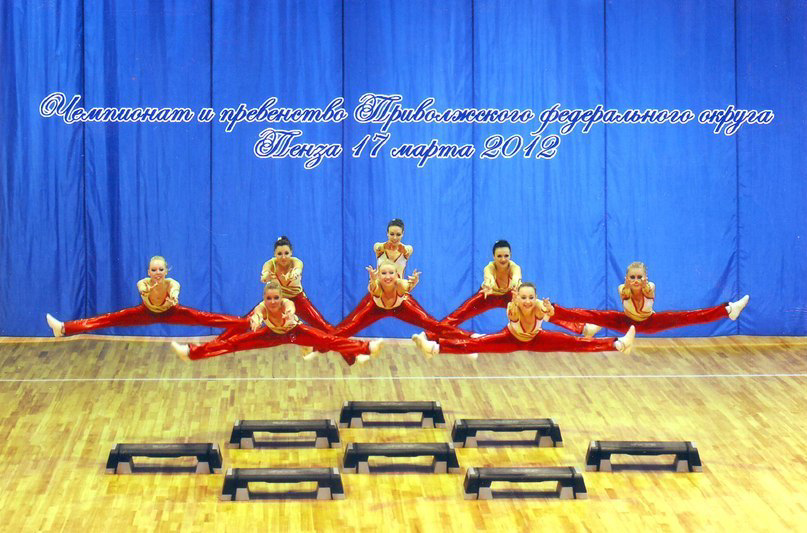 Чемпионат и превенство Приволжского федерального округа
Пенза 17 марта 2012